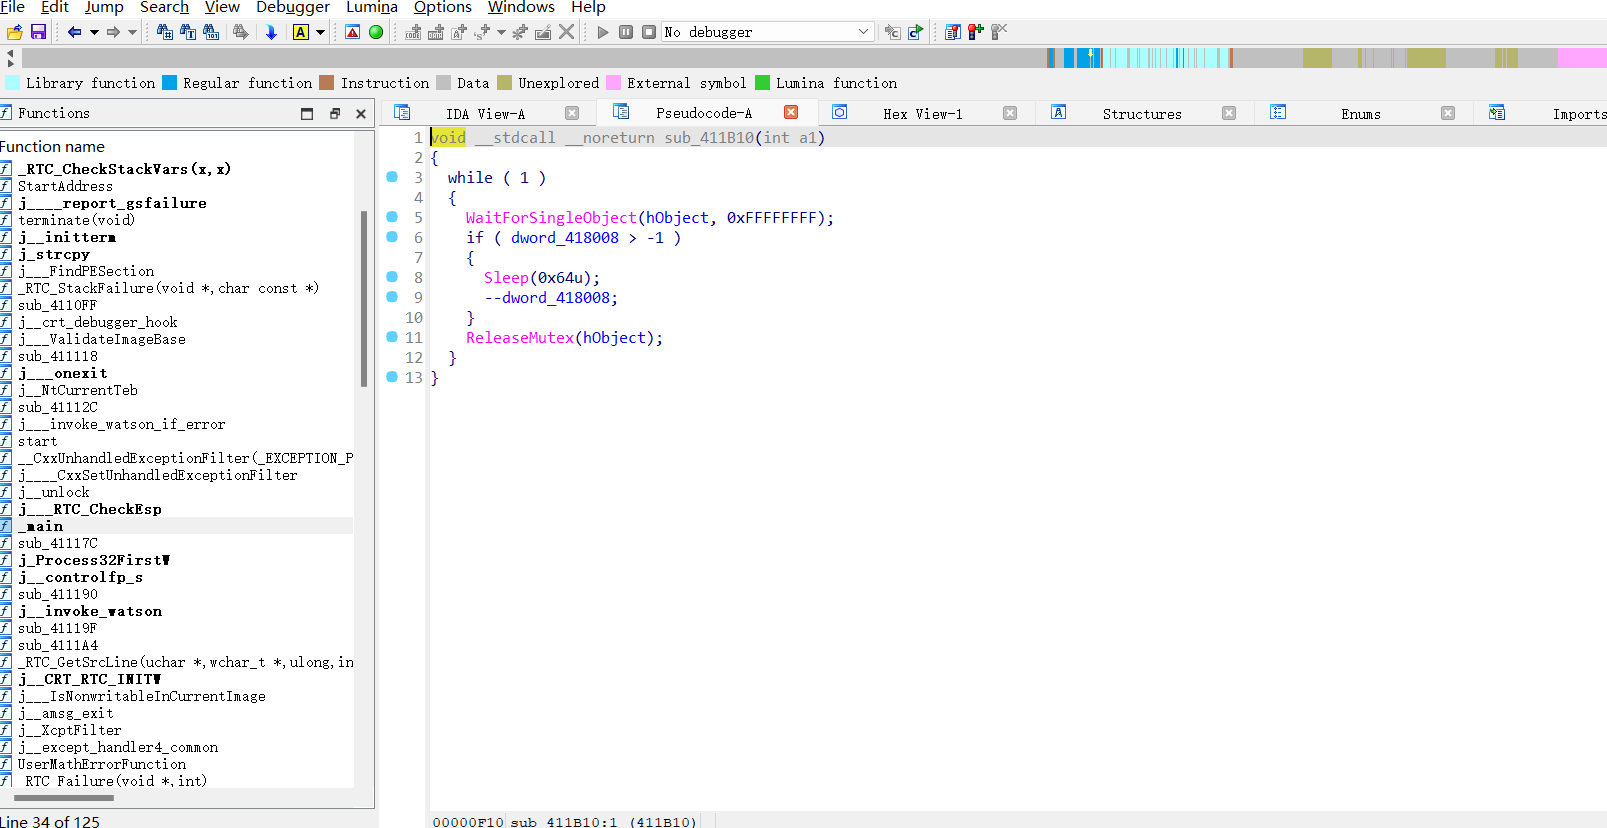 File Edit Jump Search View Debugger Lumina Options Windows Help
No debugger
Library function Regular function Instruction Data Unexplored External symbol Lumina function
Functions
IDA View-A Pseudocode-A Hex View-1 Structures Enums Imports
Function name
_RTC_CheckStackVars(x,x)
StartAddress
j____report_gsfailure
terminate(void)
j__initterm
j_strcpy
j___FindPESection
_RTC_StackFailure(void *,char const *)
sub_4110FF
j__crt_debugger_hook
j___ValidateImageBase
sub_411118
j___onexit
j__NtCurrentTeb
sub_41112C
j___invoke_watson_if_error
start
__CxxUnhandledExceptionFilter(_EXCEPTION_P
j____CxxSetUnhandledExceptionFilter
j__unlock
j___RTC_CheckEsp
_main
sub_41117C
j_Process32FirstW
j__controlfp_s
sub_411190
j__invoke_watson
sub_41119F
sub_4111A4
_RTC_GetSrcLine(uchar *,wchar_t *,ulong,in
j__CRT_RTC_INITW
j___IsNonwritableInCurrentImage
j__amsg_exit
j__XcptFilter
j__except_handler4_common
UserMathErrorFunction
_RTC_Failure(void *,int)
Line 34 of 125
1 void __stdcall __noreturn sub_411B10(int a1)
2 {
3 while ( 1 )
4 {
5 WaitForSingleObject(hObject, 0xFFFFFFFF);
6 if ( dword_418008 > -1 )
7 {
8 Sleep(0x64u);
9 --dword_418008;
10 }
11 ReleaseMutex(hObject);
12 }
13 }
00000F10 sub_411B10:1 (411B10)